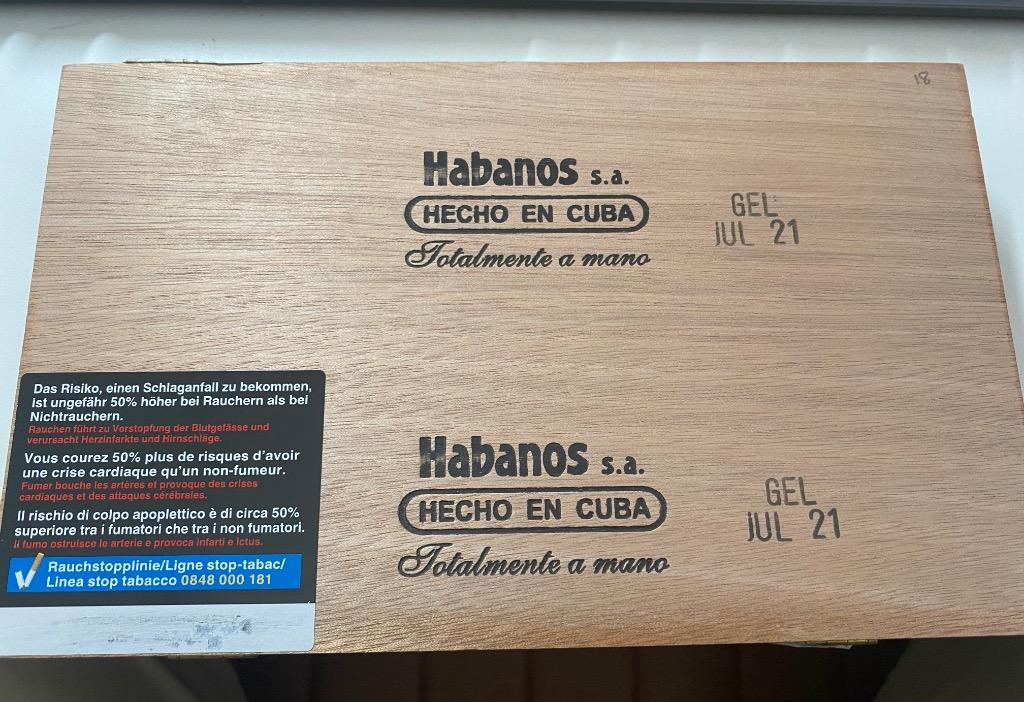 18
Habanos s.a.
HECHO EN CUBA
Totalmente a mano
GEL
JUL 21
Das Risiko, einen Schlaganfall zu bekommen,
ist ungefähr 50% höher bei Rauchern als bei
Nichtrauchern.
Rauchen führt zu Verstopfung der Blutgefässe und
verursacht Herzinfarkte und Hirnschläge.
Vous courez 50% plus de risques d'avoir
une crise cardiaque qu'un non-fumeur.
Fumer bouche les artères et provoque des crises
cardiaques et des attaques cérébrales.
Il rischio di colpo apoplettico è di circa 50%
superiore tra i fumatori che tra i non fumatori.
Il fumo ostruisce le arterie e provoca infarti e ictus.
Rauchstopplinie/Ligne stop-tabac/
Linea stop tabacco 0848 000 181
Habanos s.a.
HECHO EN CUBA
Totalmente a mano
GEL
JUL 21